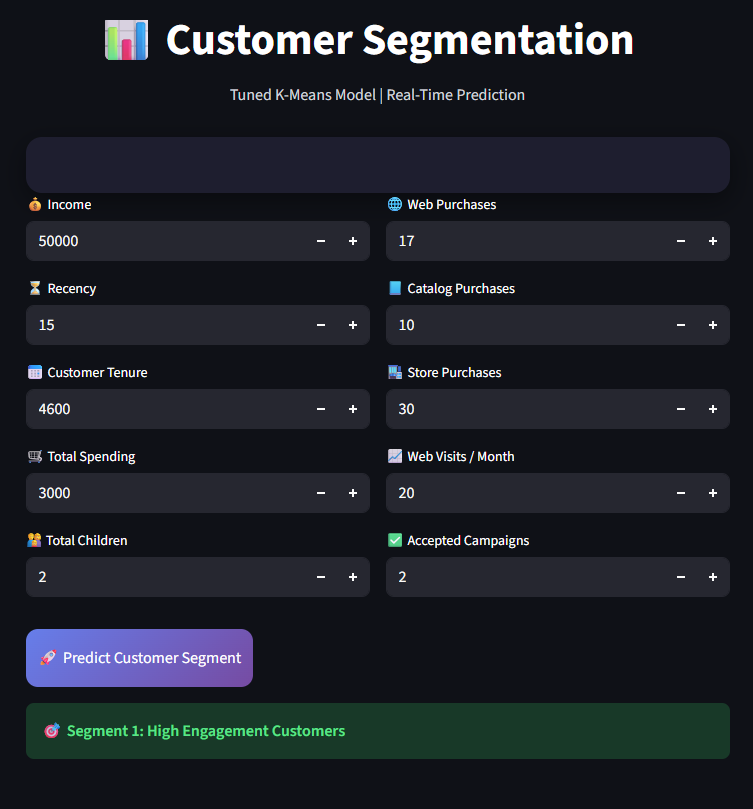 Customer Segmentation
Tuned K-Means Model | Real-Time Prediction
Income
50000
Web Purchases
17
Recency
15
Catalog Purchases
10
Customer Tenure
4600
Store Purchases
30
Total Spending
3000
Web Visits / Month
20
Total Children
2
Accepted Campaigns
2
Predict Customer Segment
Segment 1: High Engagement Customers